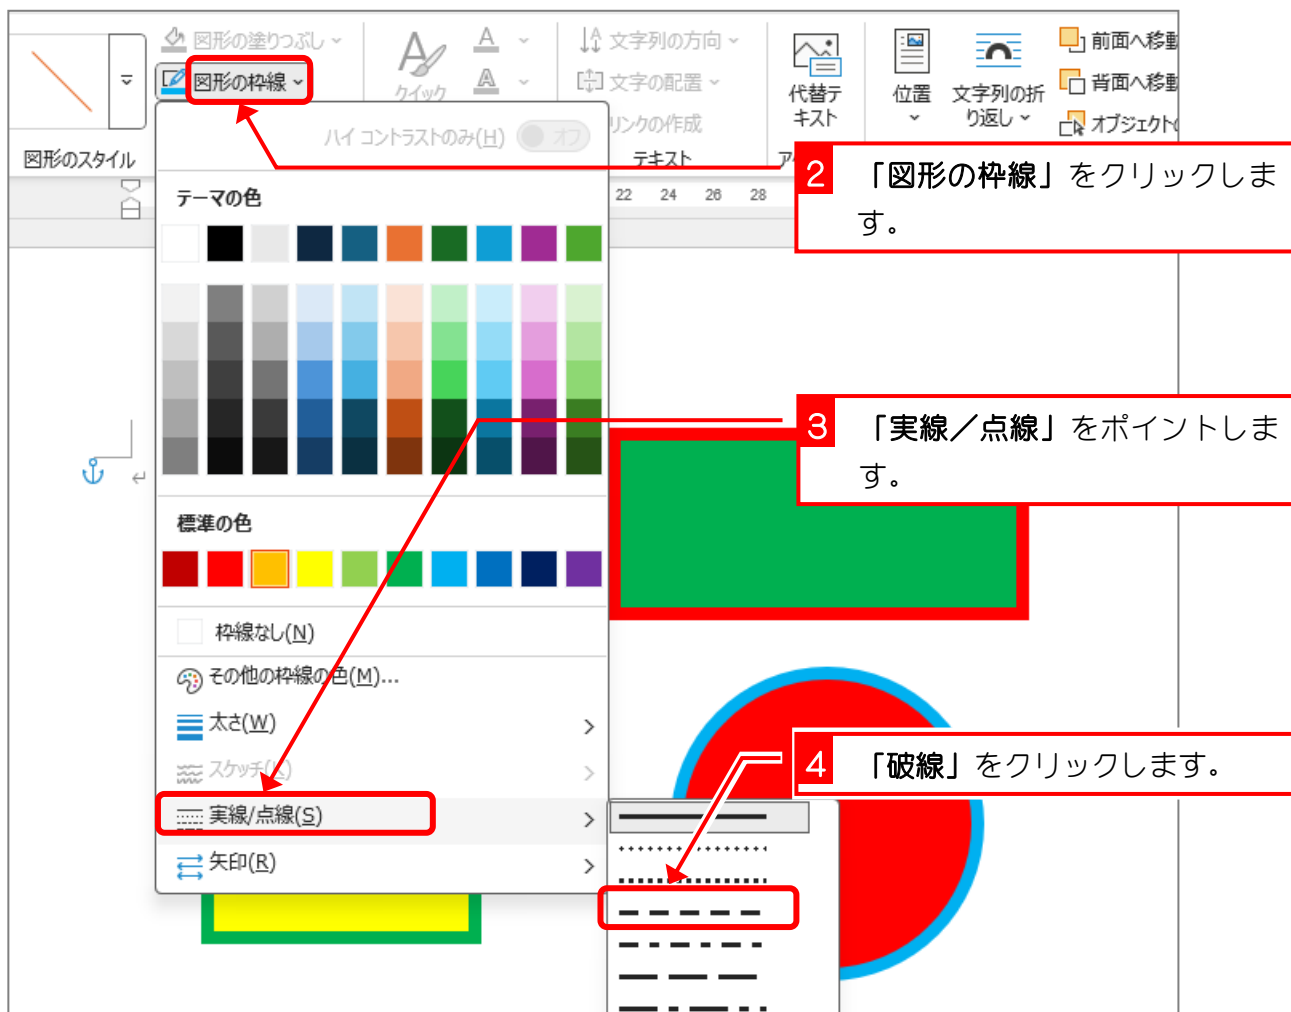 図形の塗りつぶし
図形の枠線
クイック
A
A
文字列の方向
文字の配置
リンクの作成
代替テ
キスト
位置
文字列の折
り返し
前面へ移動
背面へ移動
オブジェクト
図形のスタイル
テキスト
22 24 26 28
ハイ コントラストのみ(H)
オフ
テーマの色
標準の色
枠線なし(N)
その他の枠線の色(M)...
太さ(W)
スケッチ(K)
実線/点線(S)
矢印(R)
2 「図形の枠線」をクリックしま
す。
3 「実線／点線」をポイントしま
す。
4 「破線」をクリックします。